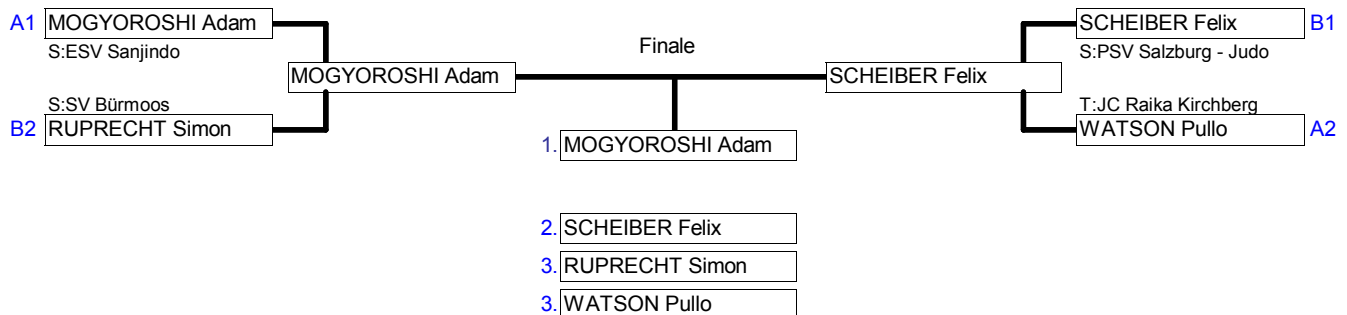 A1 MOGYOROSHI Adam
S:ESV Sanjindo
MOGYOROSHI Adam
S:SV Bürmoos
B2 RUPRECHT Simon
Finale
SCHEIBER Felix B1
S:PSV Salzburg - Judo
SCHEIBER Felix
T:JC Raika Kirchberg
WATSON Pullo A2
1. MOGYOROSHI Adam
2. SCHEIBER Felix
3. RUPRECHT Simon
3. WATSON Pullo